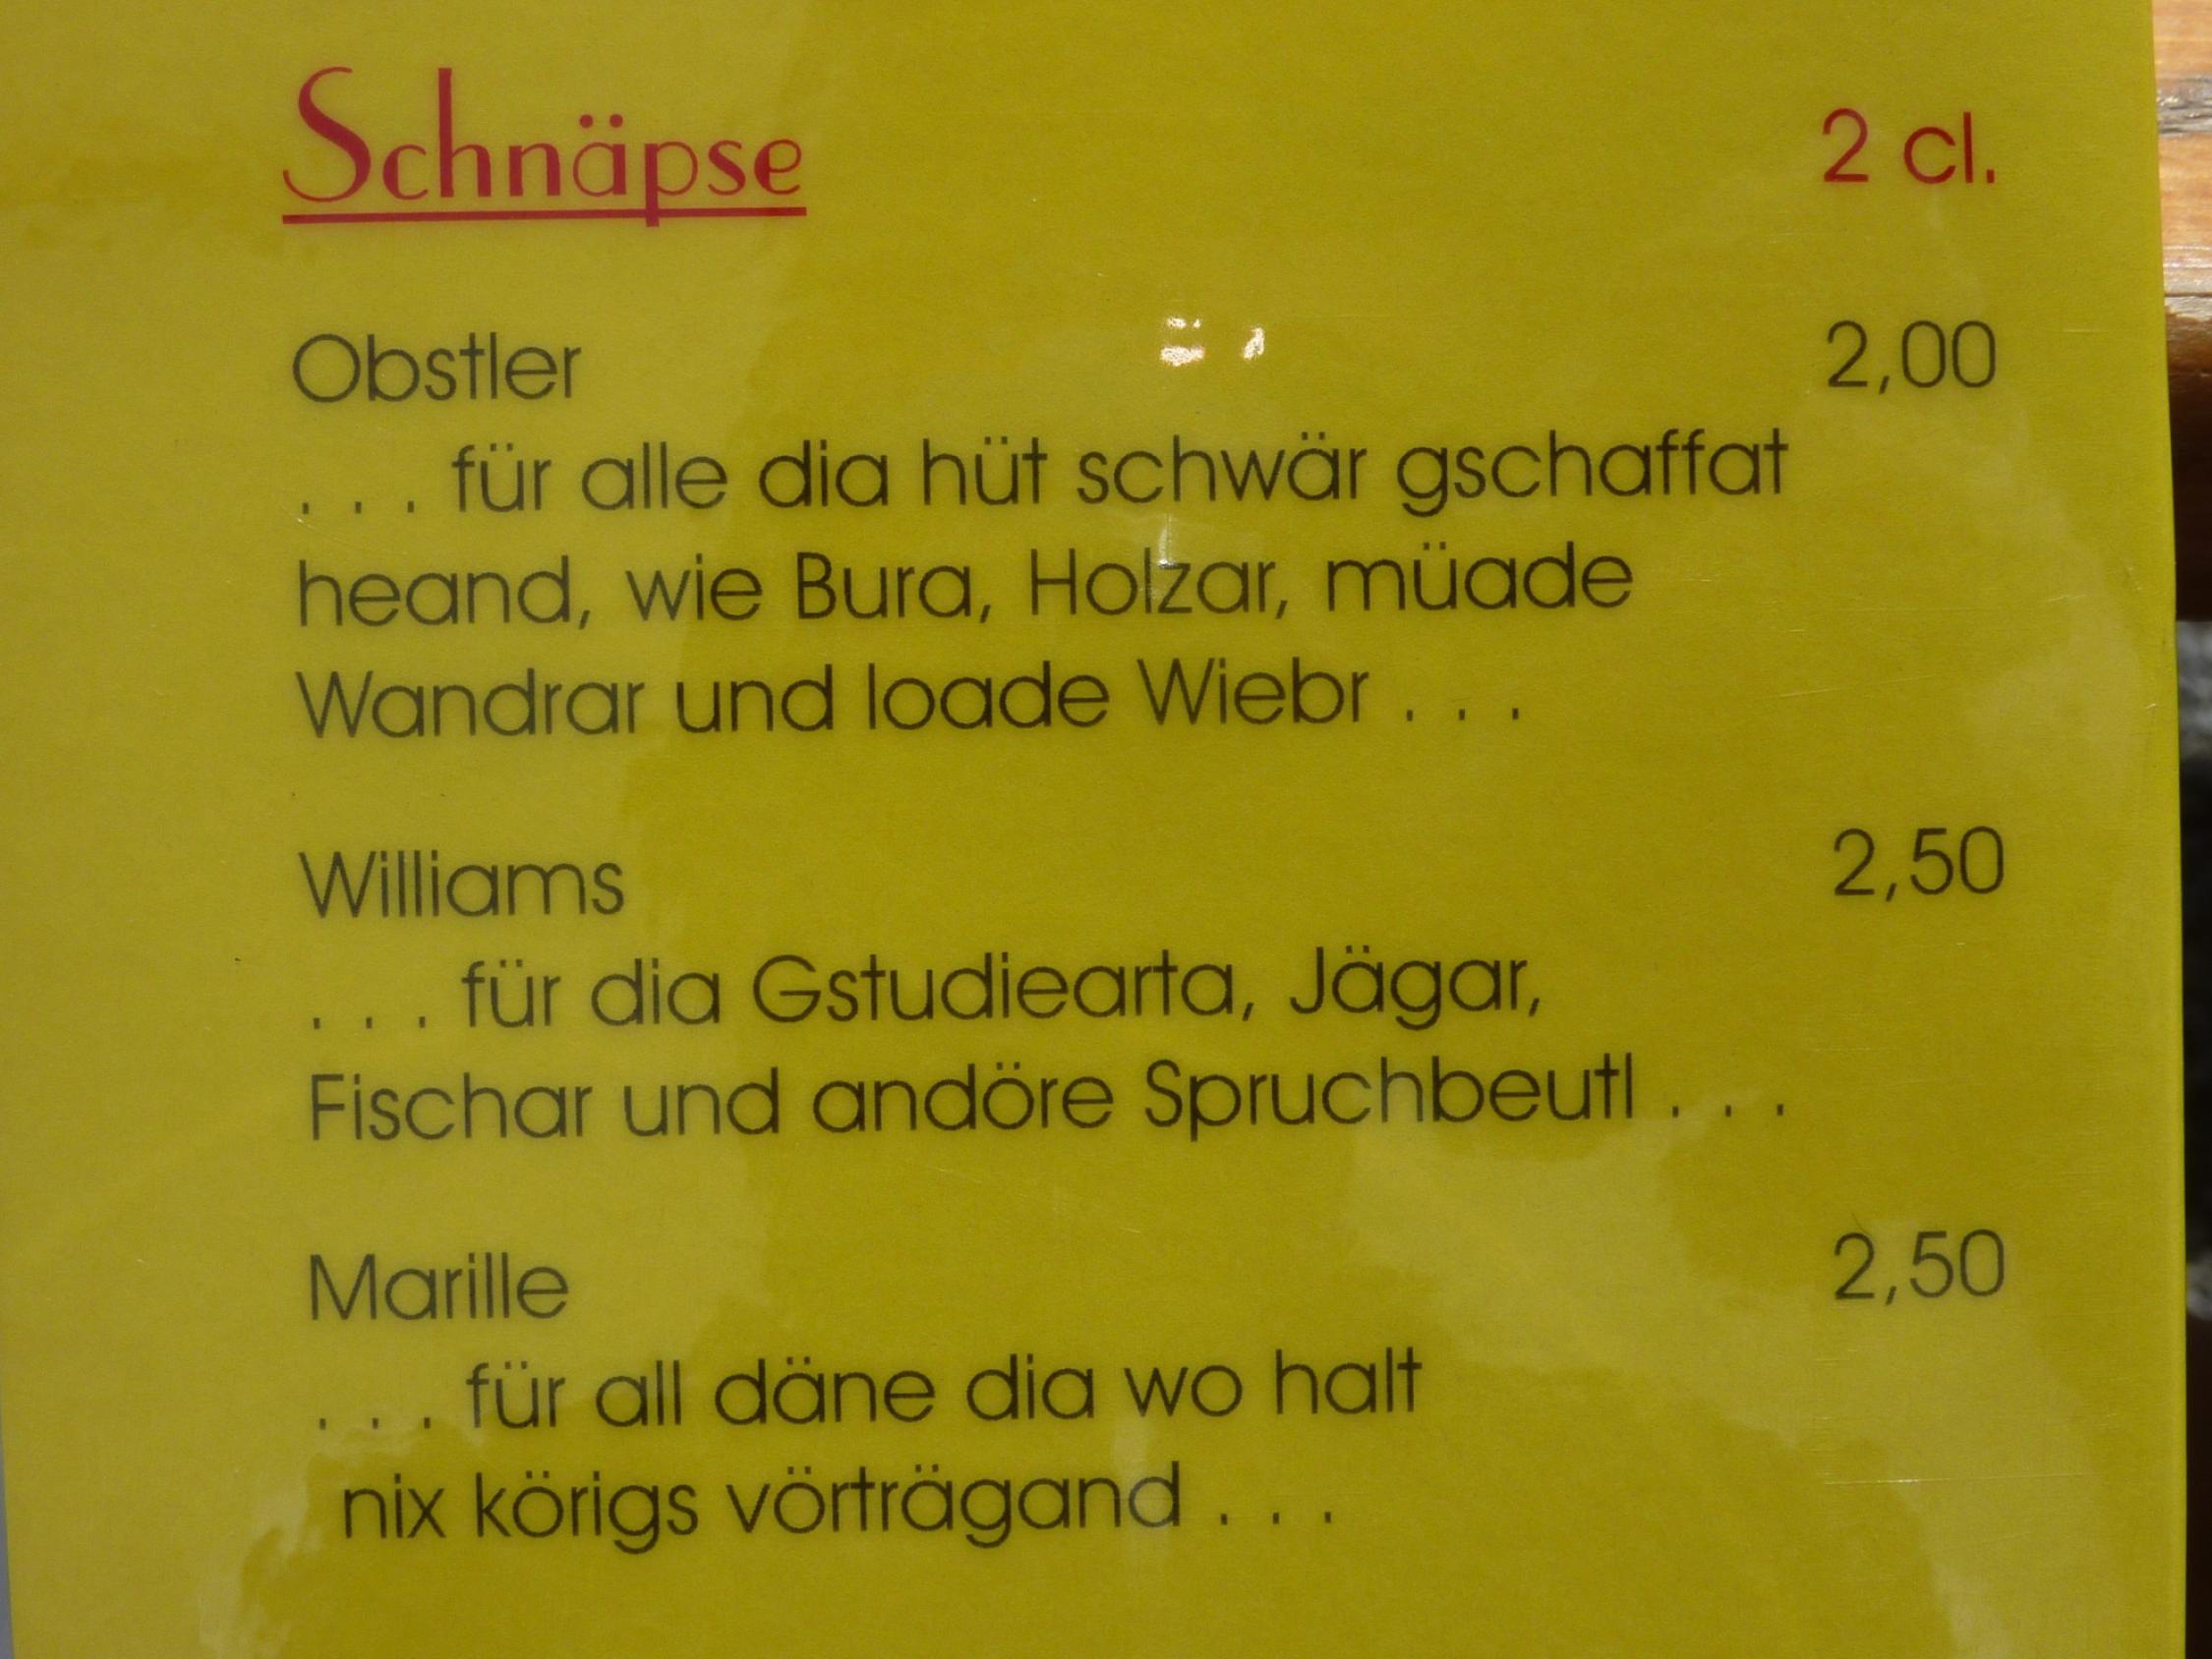 Schnäpse 2 cl.
Obstler 2,00
. . . für alle dia hüt schwär gschaffat
heand, wie Bura, Holzar, müade
Wandrar und loade Wiebr . . .
Williams 2,50
. . . für dia Gstudiearta, Jägar,
Fischar und andöre Spruchbeutl . . .
Marille 2,50
. . . für all däne dia wo halt
nix körigs vörträgand . . .